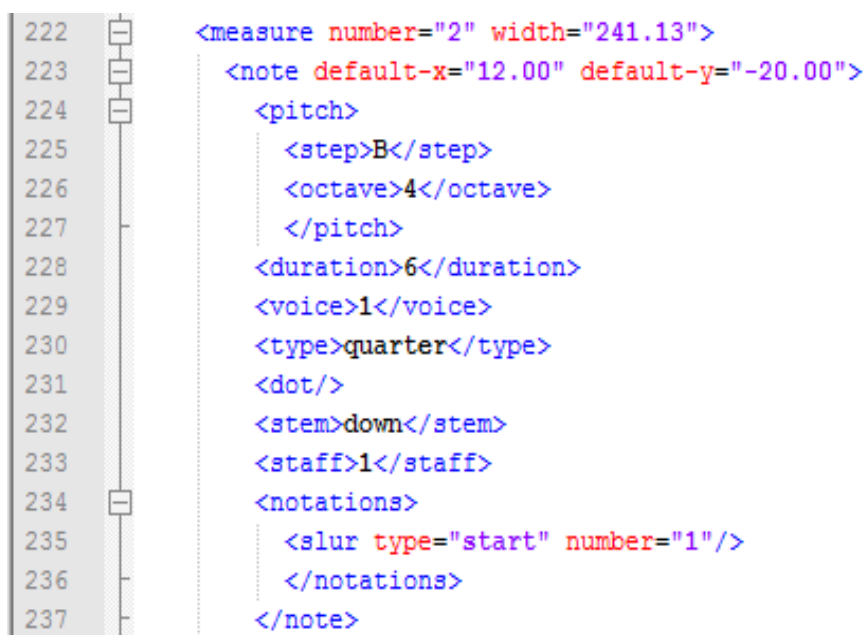 222 <measure number="2" width="241.13">
223 <note default-x="12.00" default-y="-20.00">
224 <pitch>
225 <step>B</step>
226 <octave>4</octave>
227 </pitch>
228 <duration>6</duration>
229 <voice>1</voice>
230 <type>quarter</type>
231 <dot/>
232 <stem>down</stem>
233 <staff>1</staff>
234 <notations>
235 <slur type="start" number="1"/>
236 </notations>
237 </note>